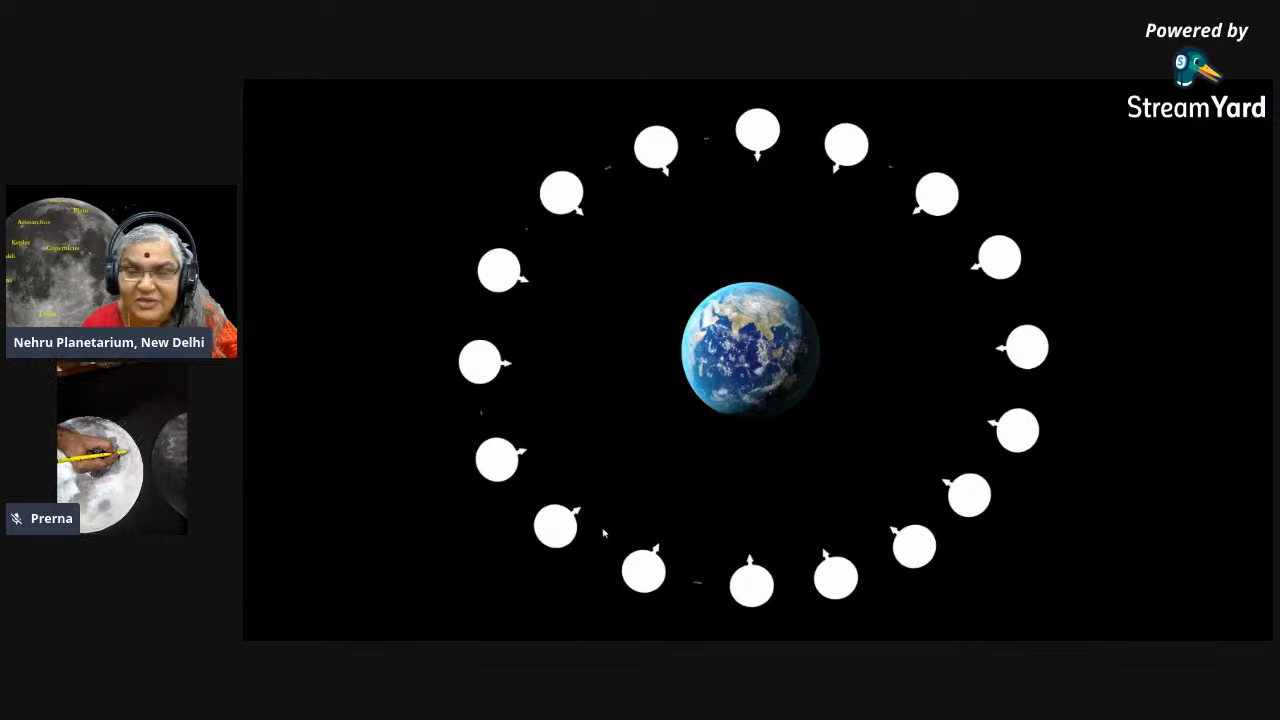 Powered by
S
StreamYard
Plato
Aristarchus
Kepler
Copernicus
Tycho
Nehru Planetarium, New Delhi
Prerna